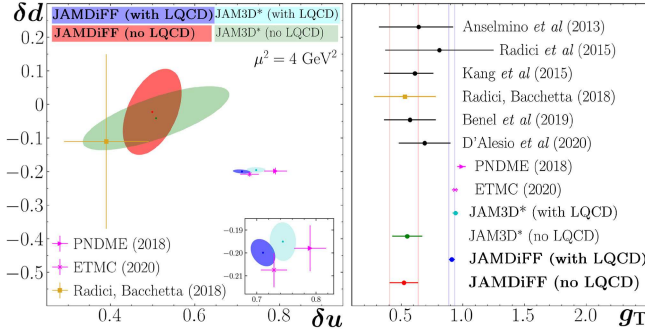 δd
JAMDiFF (with LQCD)
JAM3D* (with LQCD)
JAMDiFF (no LQCD)
JAM3D* (no LQCD)
μ² = 4 GeV²
0.2
0.1
0
−0.1
−0.2
−0.3
−0.4
−0.5
PNDME (2018)
ETMC (2020)
Radici, Bacchetta (2018)
−0.19
−0.20
−0.21
0.7
0.8
0.4
0.6
0.8
δu
Anselmino et al (2013)
Radici et al (2015)
Kang et al (2015)
Radici, Bacchetta (2018)
Benel et al (2019)
D'Alesio et al (2020)
PNDME (2018)
ETMC (2020)
JAM3D* (with LQCD)
JAM3D* (no LQCD)
JAMDiFF (with LQCD)
JAMDiFF (no LQCD)
0.5
1.0
1.5
2.0
gT